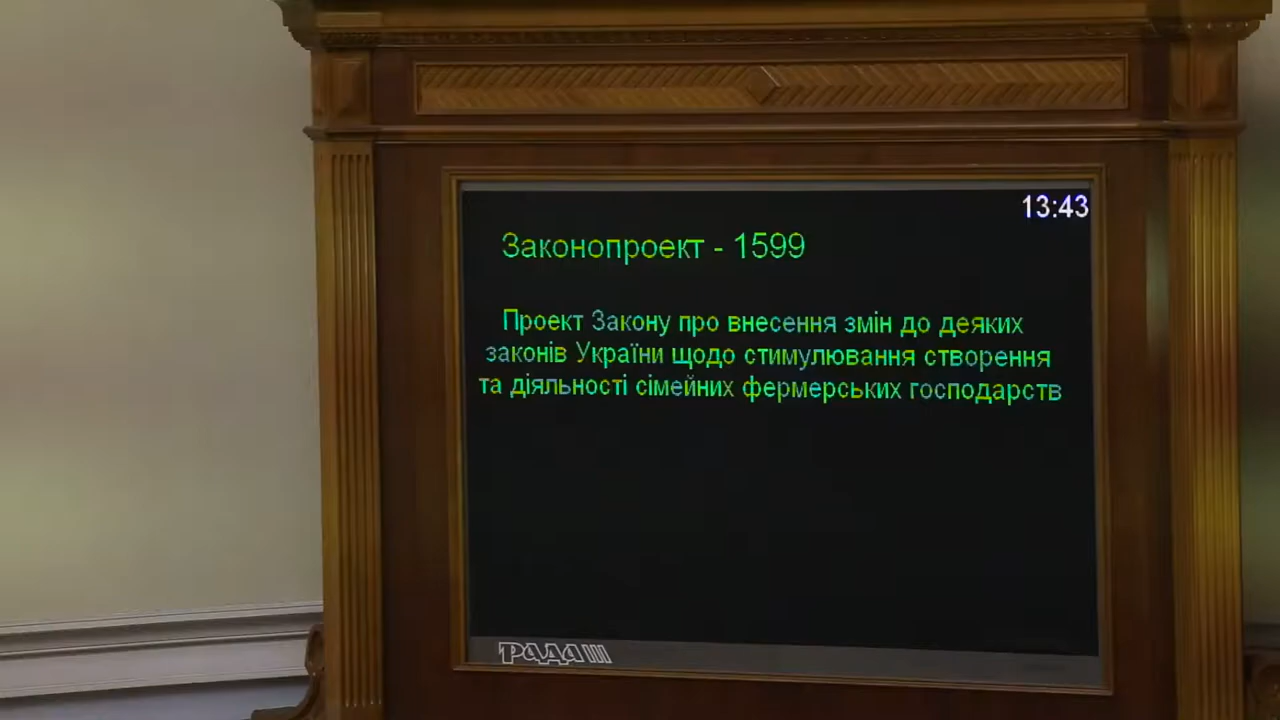 13:43
Законопроект - 1599
Проект Закону про внесення змін до деяких
законів України щодо стимулювання створення
та діяльності сімейних фермерських господарств
РАДА III